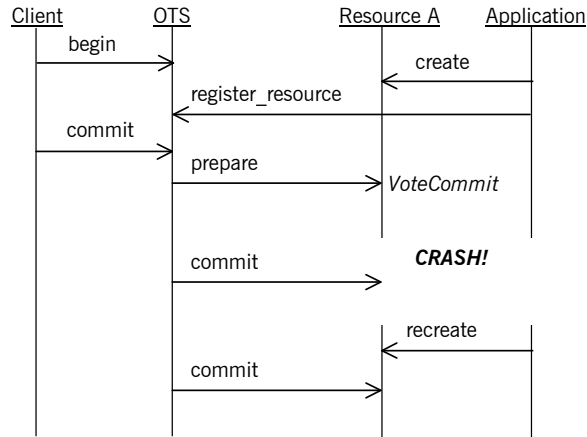 Client OTS Resource A Application
begin
create
register_resource
commit
prepare
VoteCommit
CRASH!
commit
recreate
commit